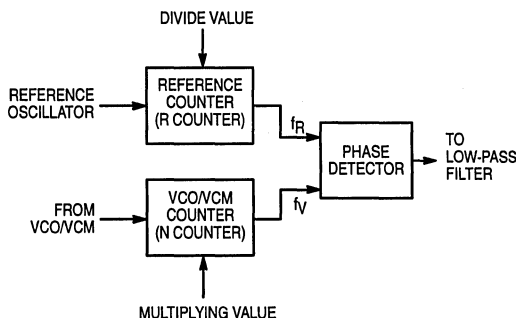 DIVIDE VALUE
REFERENCE
OSCILLATOR
REFERENCE
COUNTER
(R COUNTER)
fR
PHASE
DETECTOR
TO
LOW-PASS
FILTER
FROM
VCO/VCM
VCO/VCM
COUNTER
(N COUNTER)
fV
MULTIPLYING VALUE